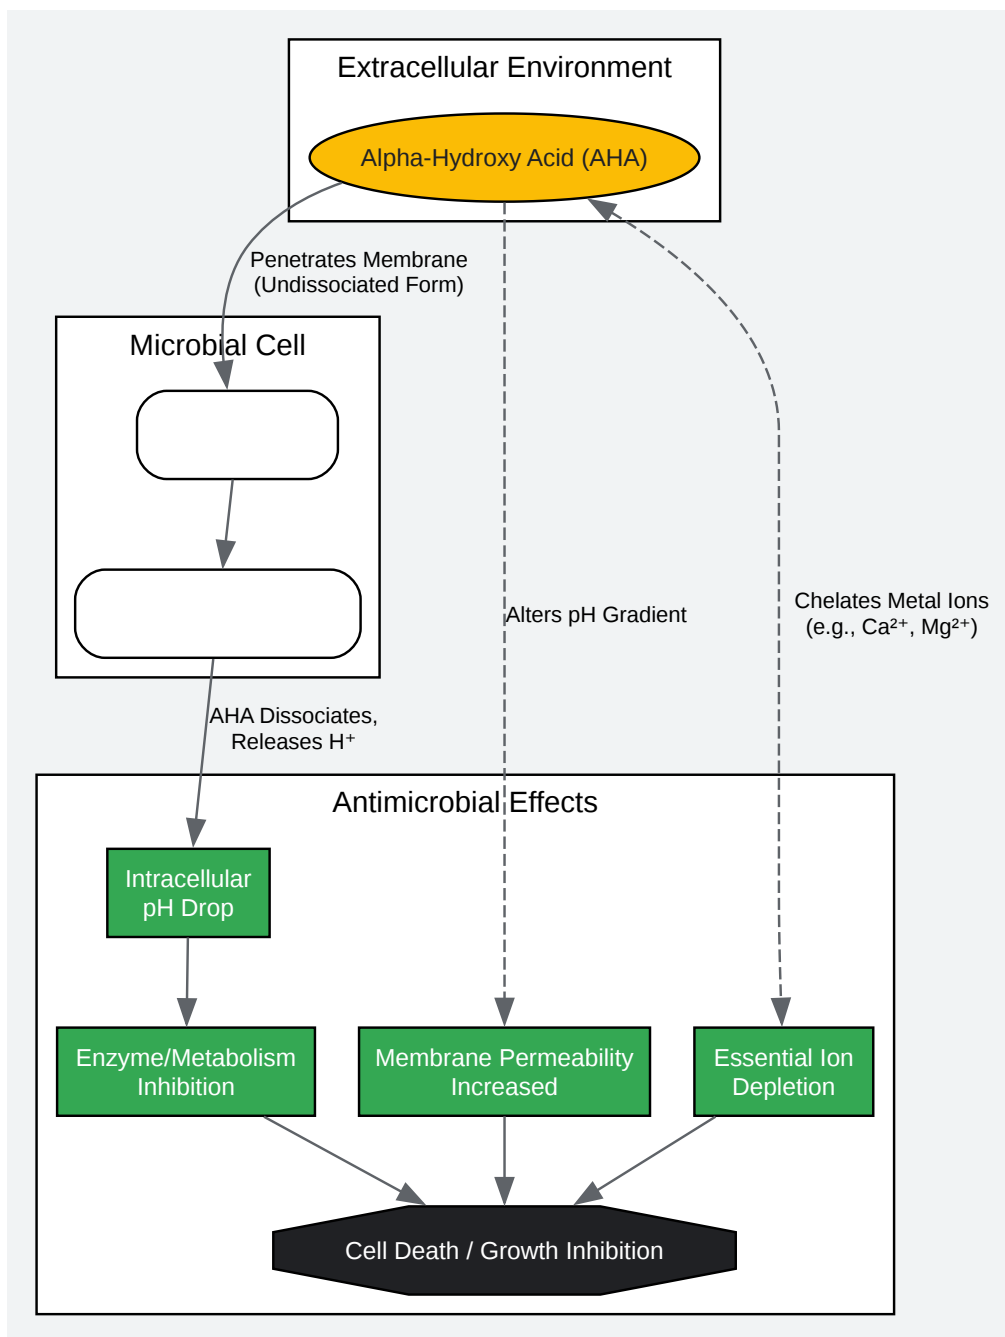 Extracellular Environment
Alpha-Hydroxy Acid (AHA)
Penetrates Membrane
(Undissociated Form)
Microbial Cell
Alters pH Gradient
Chelates Metal Ions
(e.g., Ca²⁺, Mg²⁺)
AHA Dissociates,
Releases H⁺
Antimicrobial Effects
Intracellular
pH Drop
Enzyme/Metabolism
Inhibition
Membrane Permeability
Increased
Essential Ion
Depletion
Cell Death / Growth Inhibition